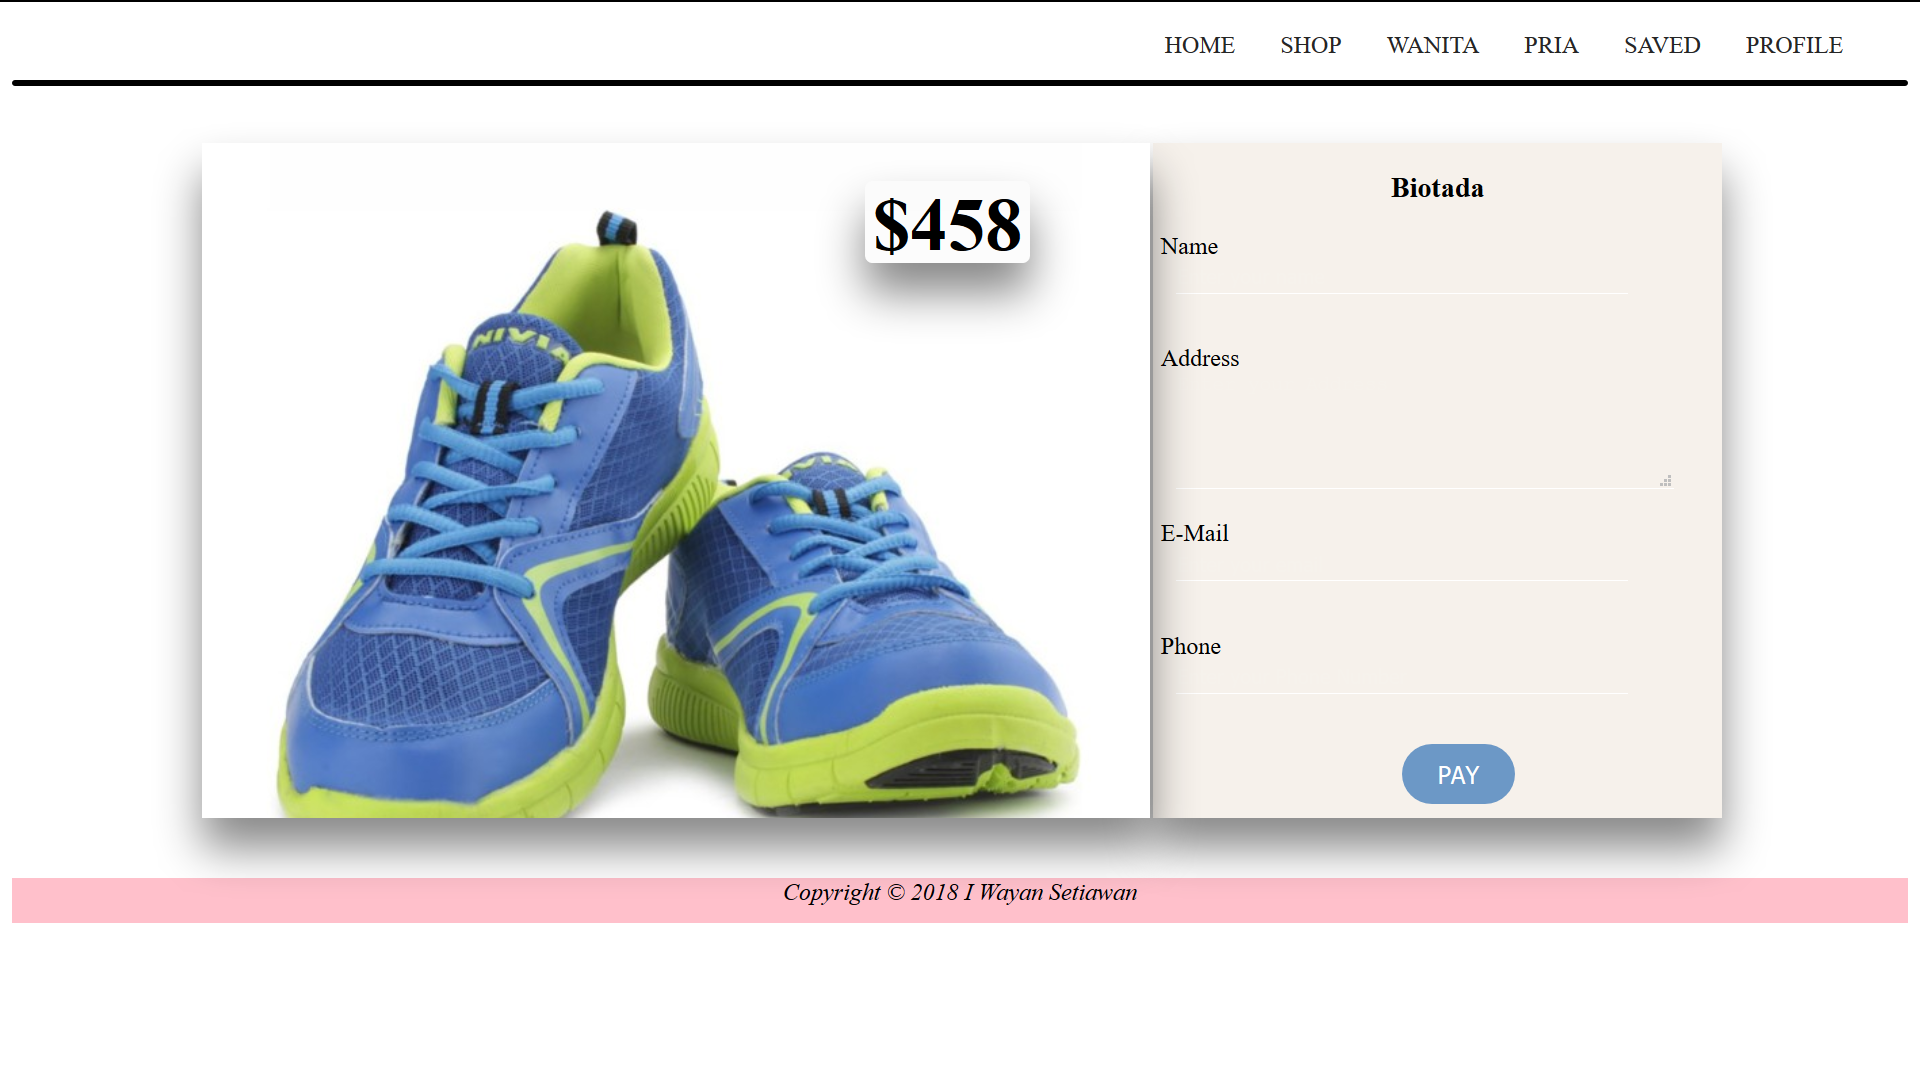 HOME SHOP WANITA PRIA SAVED PROFILE
$458
NIVIA
Biotada
Name
Address
E-Mail
Phone
PAY
Copyright © 2018 I Wayan Setiawan